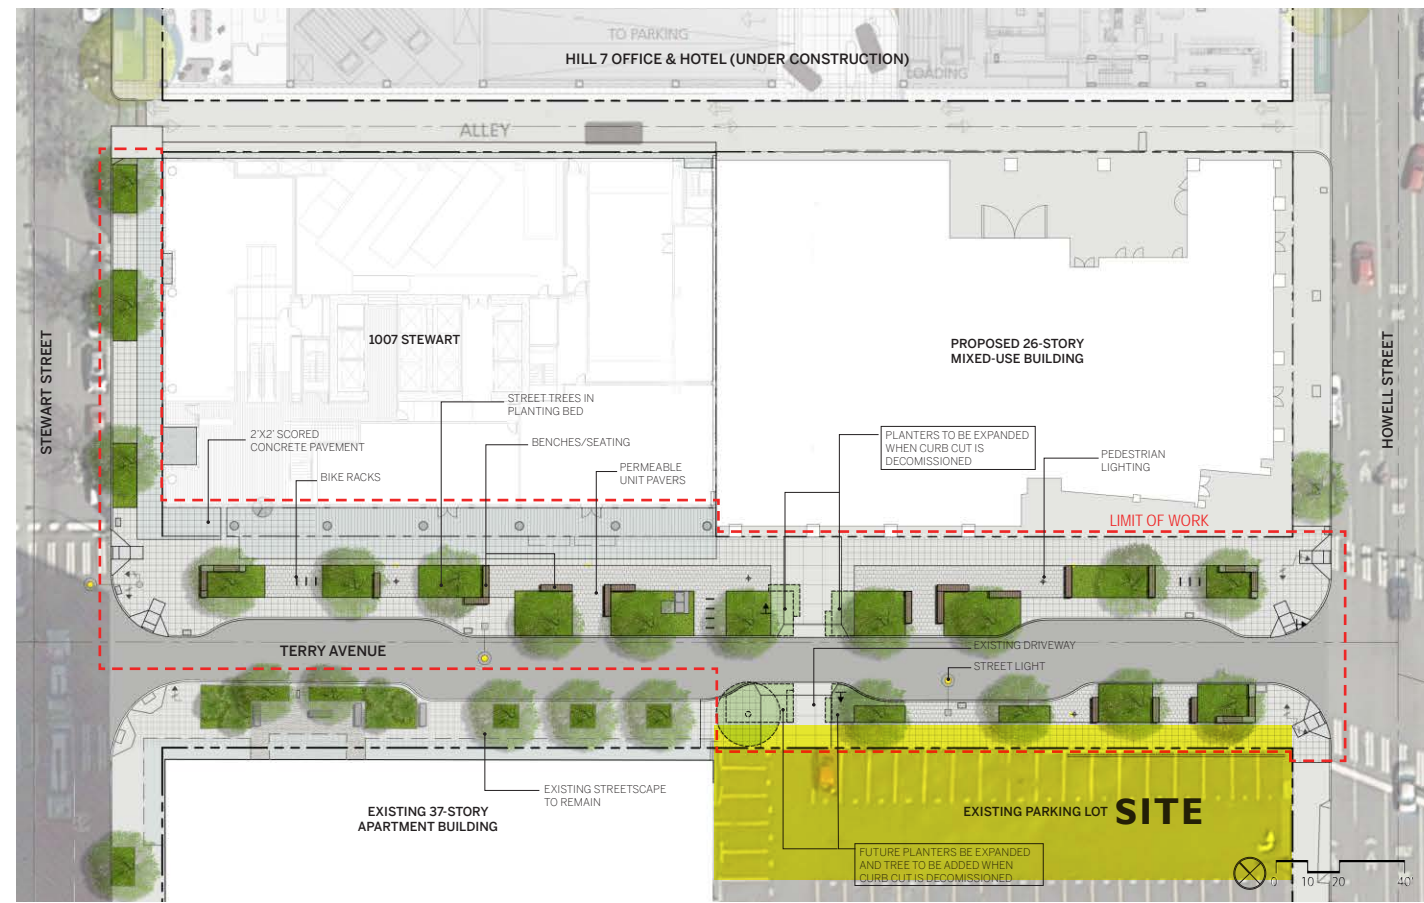 TO PARKING
HILL 7 OFFICE & HOTEL (UNDER CONSTRUCTION)
LOADING
ALLEY
STEWART STREET
1007 STEWART
PROPOSED 26-STORY
MIXED-USE BUILDING
HOWELL STREET
STREET TREES IN
PLANTING BED
2'X2' SCORED
CONCRETE PAVEMENT
BENCHES/SEATING
PLANTERS TO BE EXPANDED
WHEN CURB CUT IS
DECOMISSIONED
PEDESTRIAN
LIGHTING
BIKE RACKS
PERMEABLE
UNIT PAVERS
LIMIT OF WORK
TERRY AVENUE
EXISTING DRIVEWAY
STREET LIGHT
EXISTING STREETSCAPE
TO REMAIN
EXISTING 37-STORY
APARTMENT BUILDING
EXISTING PARKING LOT SITE
FUTURE PLANTERS BE EXPANDED
AND TREE TO BE ADDED WHEN
CURB CUT IS DECOMISSIONED
0 10 20 40'